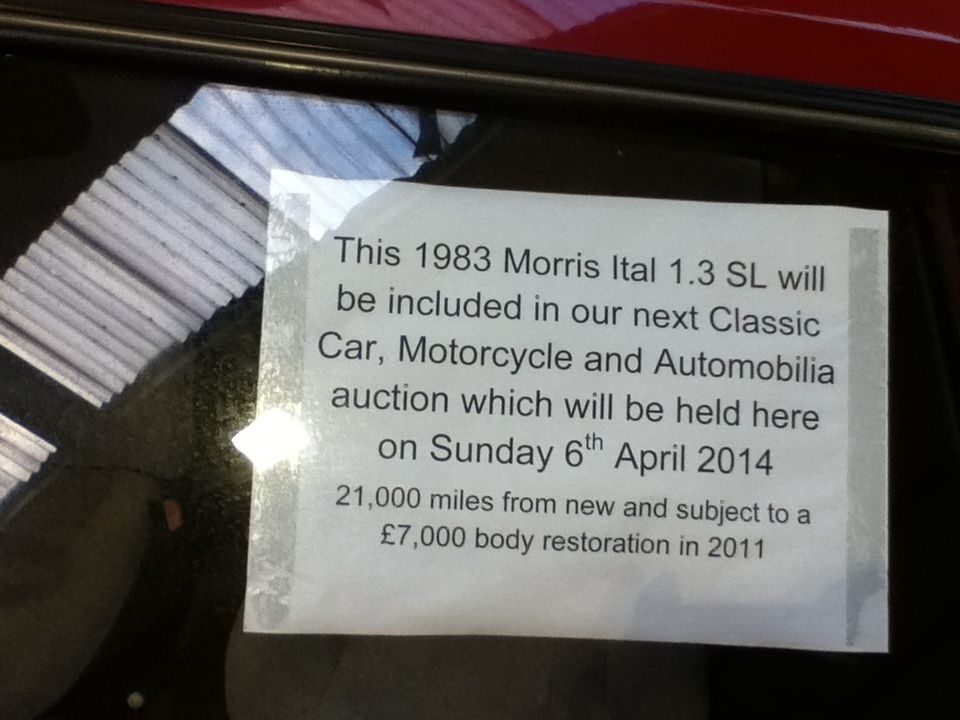 This 1983 Morris Ital 1.3 SL will
be included in our next Classic
Car, Motorcycle and Automobilia
auction which will be held here
on Sunday 6th April 2014
21,000 miles from new and subject to a
£7,000 body restoration in 2011